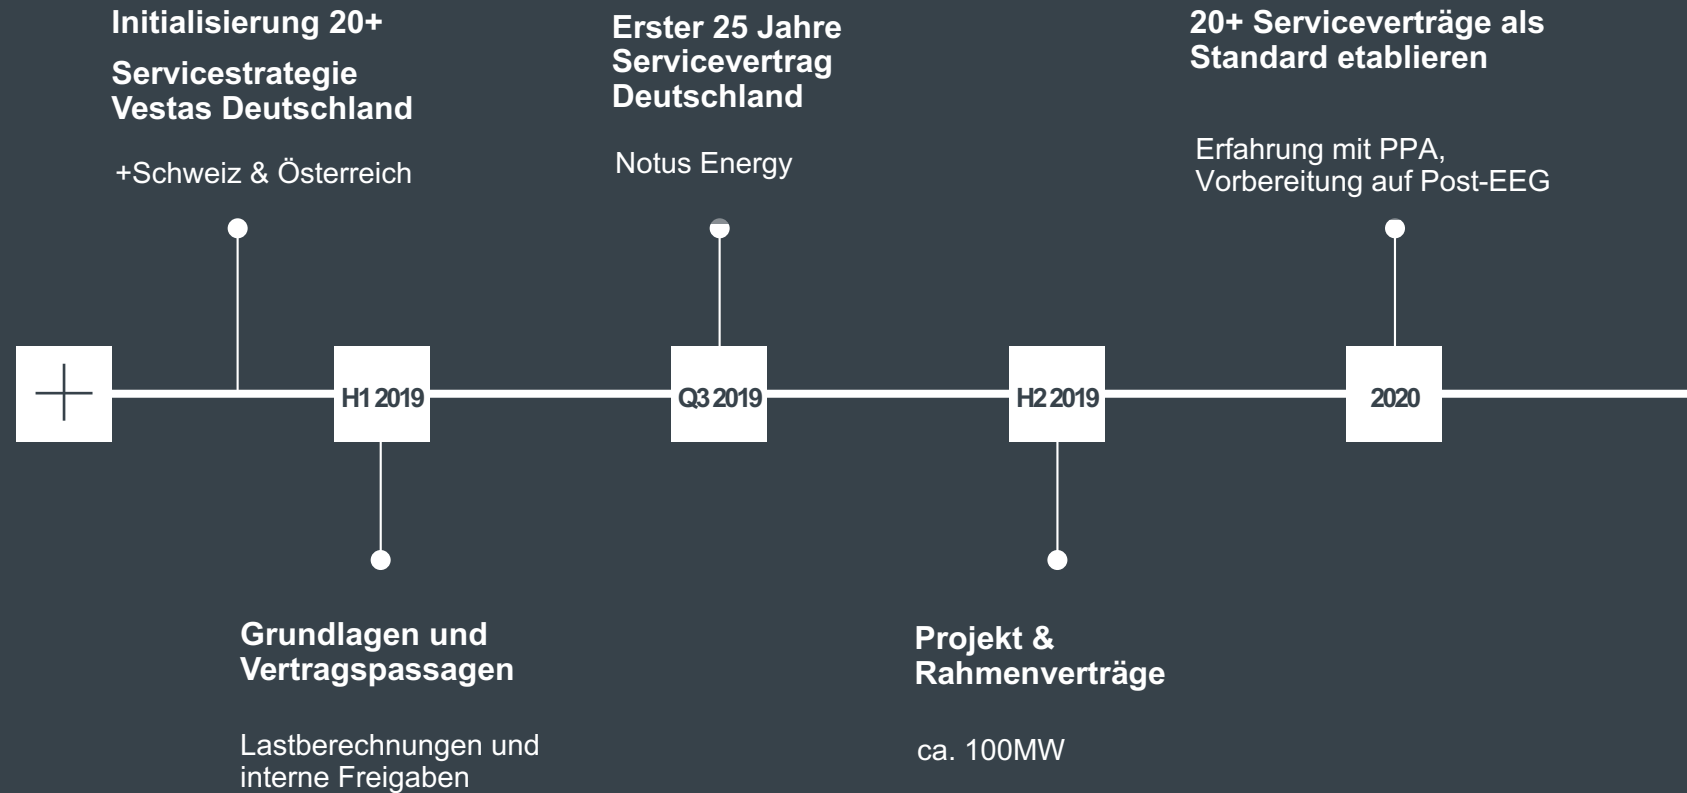 Initialisierung 20+
Servicestrategie
Vestas Deutschland
+Schweiz & Österreich
Erster 25 Jahre
Servicevertrag
Deutschland
Notus Energy
20+ Serviceverträge als
Standard etablieren
Erfahrung mit PPA,
Vorbereitung auf Post-EEG
H1 2019
Q3 2019
H2 2019
2020
Grundlagen und
Vertragspassagen
Lastberechnungen und
interne Freigaben
Projekt &
Rahmenverträge
ca. 100MW